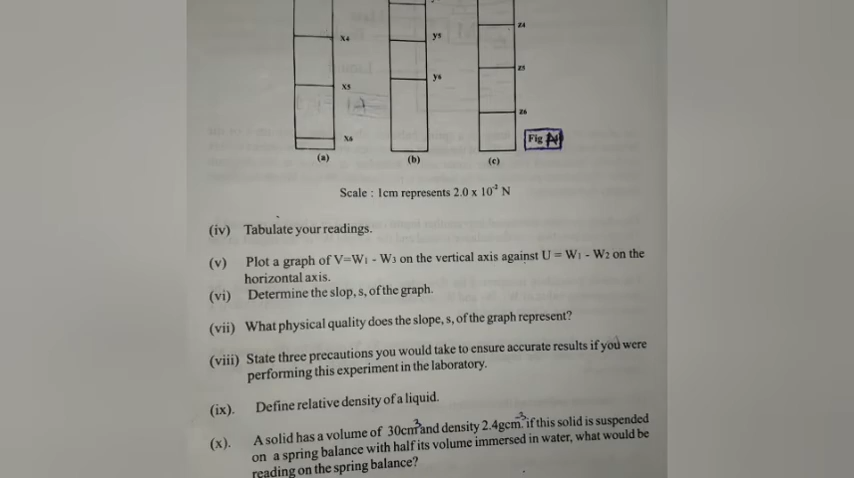 X4 y5 Z4
X5 y6 Z5
X6 Z6
(a) (b) (c) Fig
Scale : 1cm represents 2.0 x 10⁻² N
(iv) Tabulate your readings.
(v) Plot a graph of V=W1 - W3 on the vertical axis against U = W1 - W2 on the
horizontal axis.
(vi) Determine the slop, s, of the graph.
(vii) What physical quality does the slope, s, of the graph represent?
(viii) State three precautions you would take to ensure accurate results if you were
performing this experiment in the laboratory.
(ix). Define relative density of a liquid.
(x). A solid has a volume of 30cm³ and density 2.4gcm⁻³. if this solid is suspended
on a spring balance with half its volume immersed in water, what would be
reading on the spring balance?